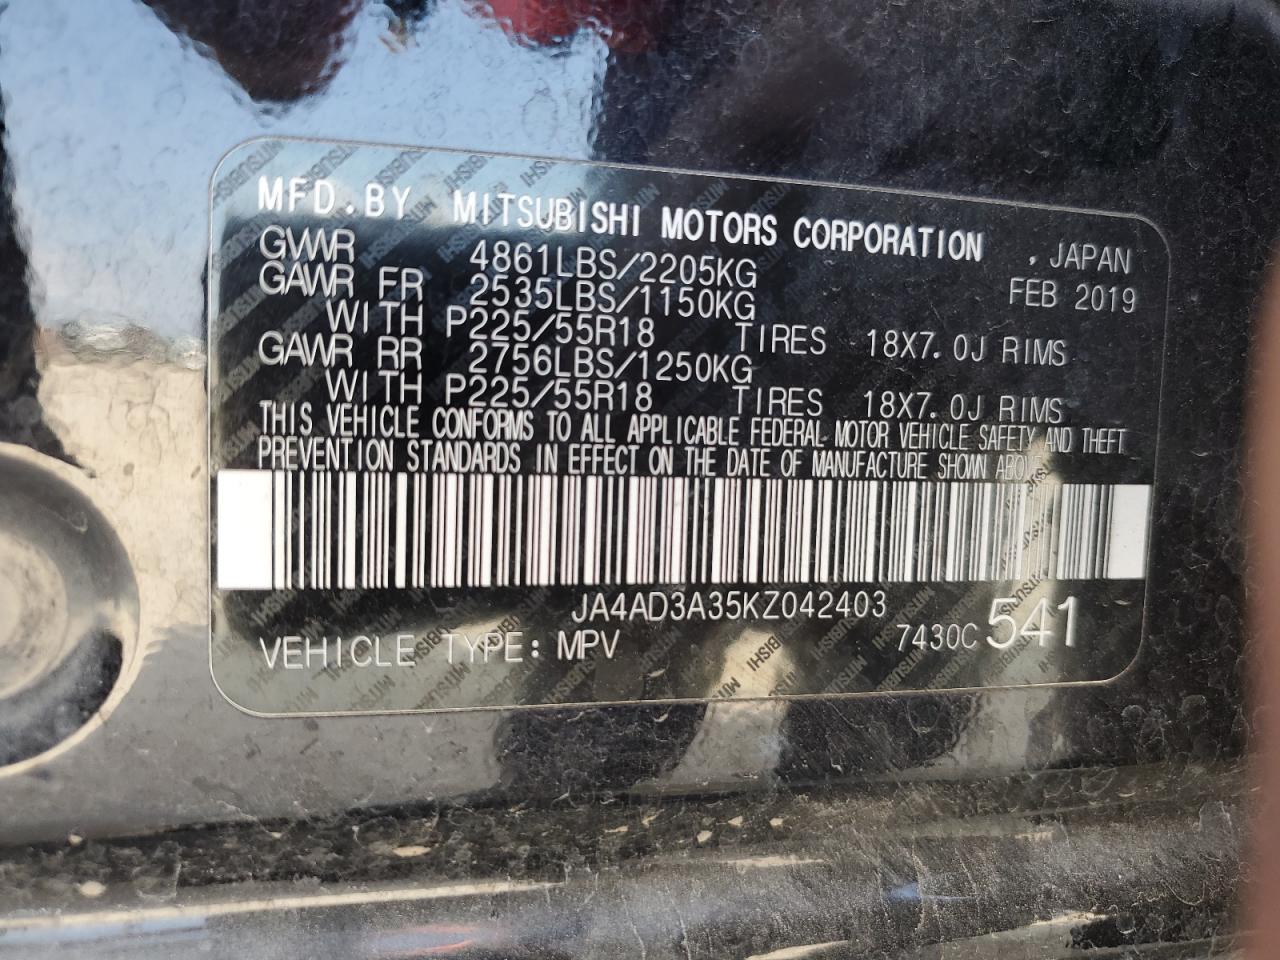 MFD.BY MITSUBISHI MOTORS CORPORATION , JAPAN
GVWR 4861LBS/2205KG FEB 2019
GAWR FR 2535LBS/1150KG
WITH P225/55R18 TIRES 18X7.0J RIMS
GAWR RR 2756LBS/1250KG
WITH P225/55R18 TIRES 18X7.0J RIMS
THIS VEHICLE CONFORMS TO ALL APPLICABLE FEDERAL MOTOR VEHICLE SAFETY AND THEFT
PREVENTION STANDARDS IN EFFECT ON THE DATE OF MANUFACTURE SHOWN ABOVE.
JA4AD3A35KZ042403
VEHICLE TYPE: MPV 7430C 541